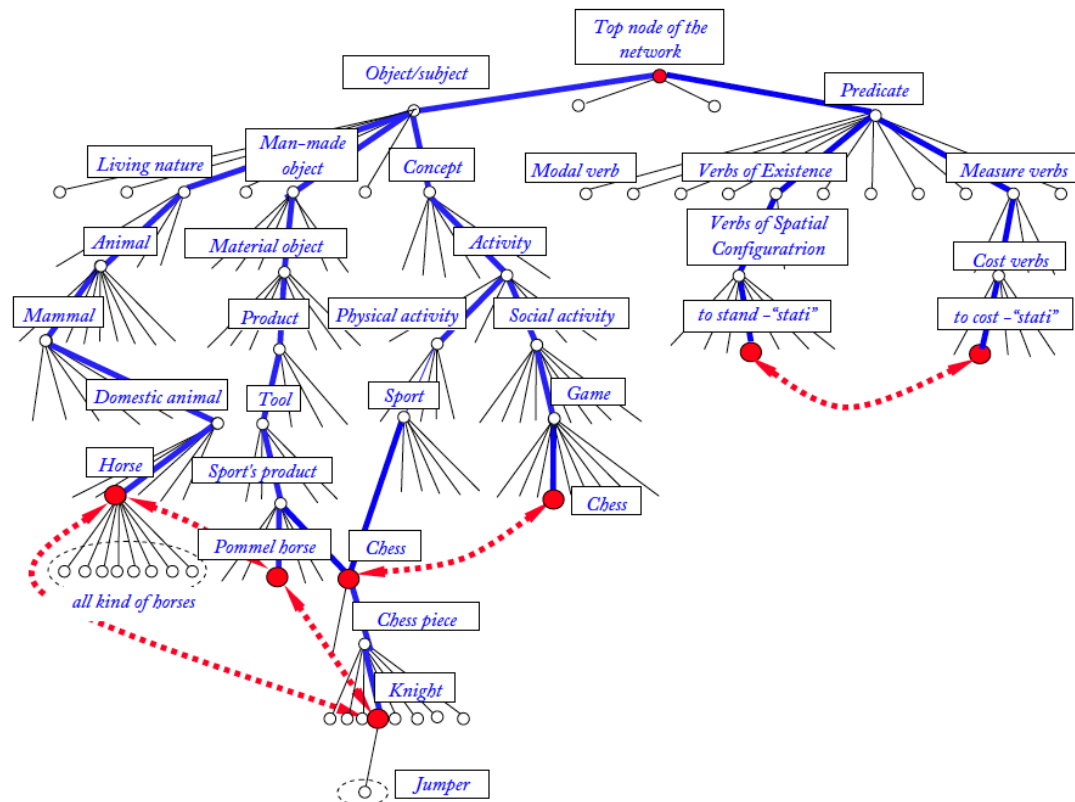 Top node of the
network
Object/subject
Predicate
Living nature
Man-made
object
Concept
Modal verb
Verbs of Existence
Measure verbs
Animal
Material object
Activity
Verbs of Spatial
Configuratrion
Cost verbs
Mammal
Product
Physical activity
Social activity
to stand –“stati”
to cost –“stati”
Domestic animal
Tool
Sport
Game
Horse
Sport's product
Chess
Pommel horse
Chess
all kind of horses
Chess piece
Knight
Jumper